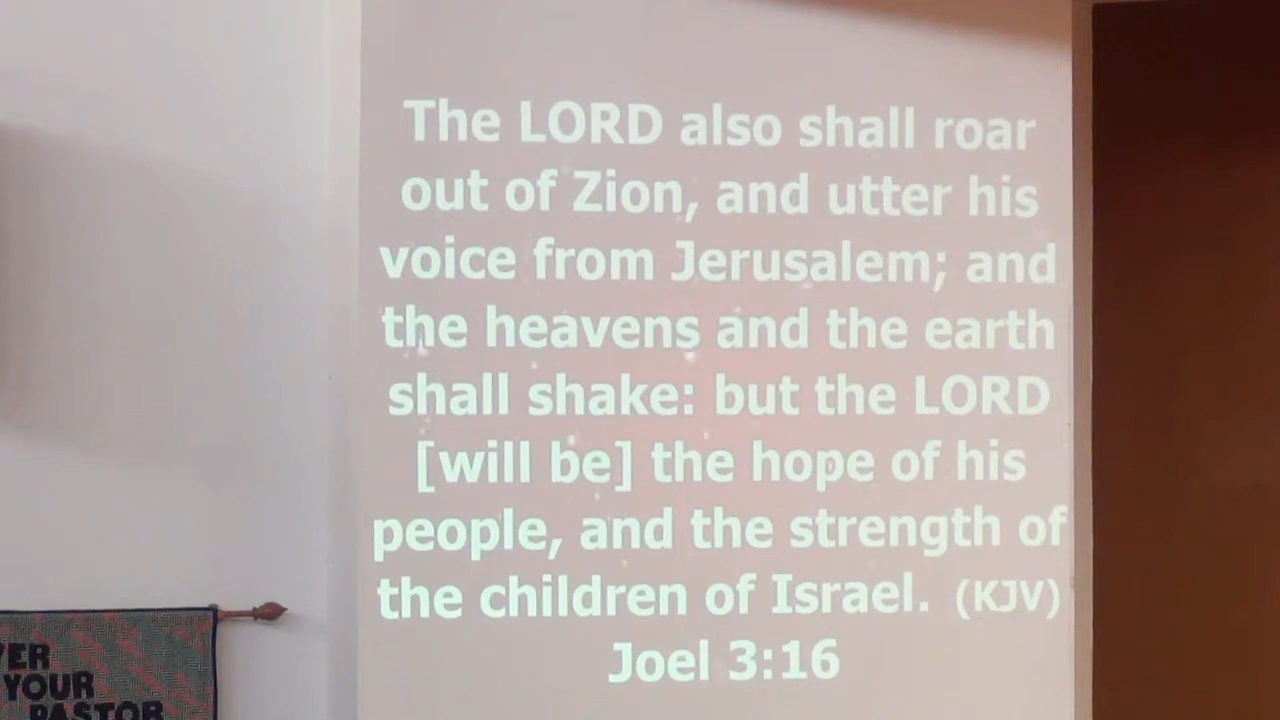 The LORD also shall roar
out of Zion, and utter his
voice from Jerusalem; and
the heavens and the earth
shall shake: but the LORD
[will be] the hope of his
people, and the strength of
the children of Israel. (KJV)
Joel 3:16
YOUR
PASTOR